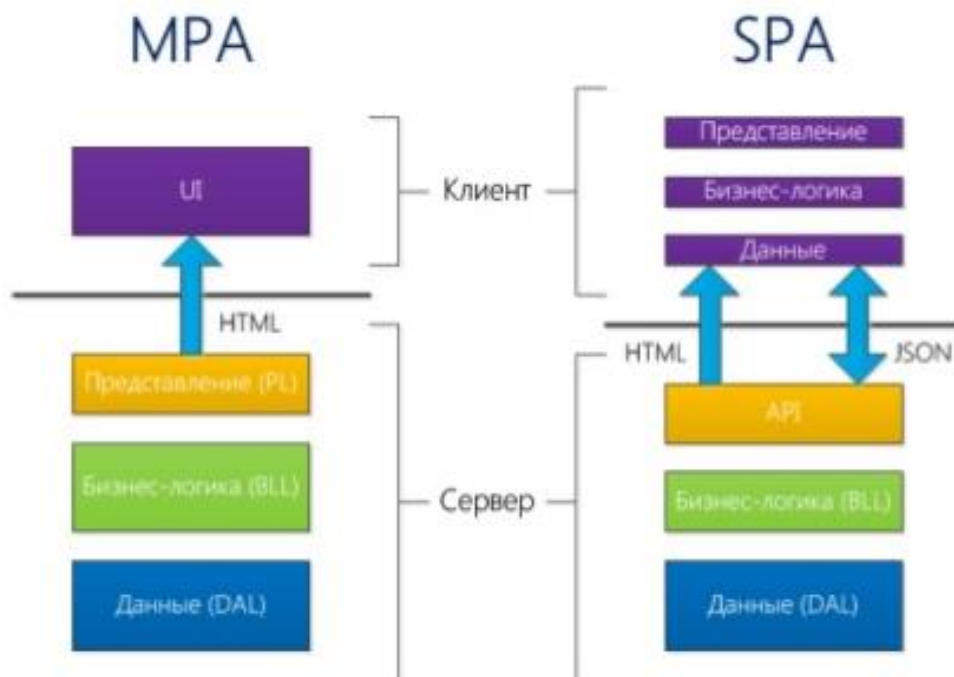 MPA
SPA
UI
Клиент
Представление
Бизнес-логика
Данные
HTML
HTML
JSON
Представление (PL)
API
Бизнес-логика (BLL)
Сервер
Бизнес-логика (BLL)
Данные (DAL)
Данные (DAL)